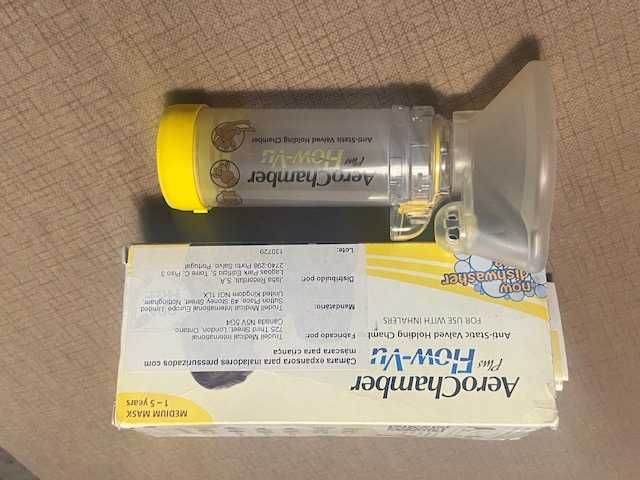 AeroChamber
Plus
Flow-Vu
Anti-Static Valved Holding Chamber
MEDIUM MASK
1 – 5 years
AeroChamber
Plus
Flow-Vu
Anti-Static Valved Holding Cham
FOR USE WITH INHALERS
now
dishwasher
Câmara expansora para inaladores pressurizados com
máscara para criança
Fabricado por:
Trudell Medical International
725 Third Street, London, Ontario
Canada N5V 5G4
Mandatário:
Trudell Medical International Europe Limited
Sutton Place, 49 Stoney Street, Nottingham
United Kingdom NG1 1LX
Distribuído por:
Jaba Recordati, S.A.
Lagoas Park Edifício 5, Torre C, Piso 3
2740-298 Porto Salvo, Portugal
Lote:
130729